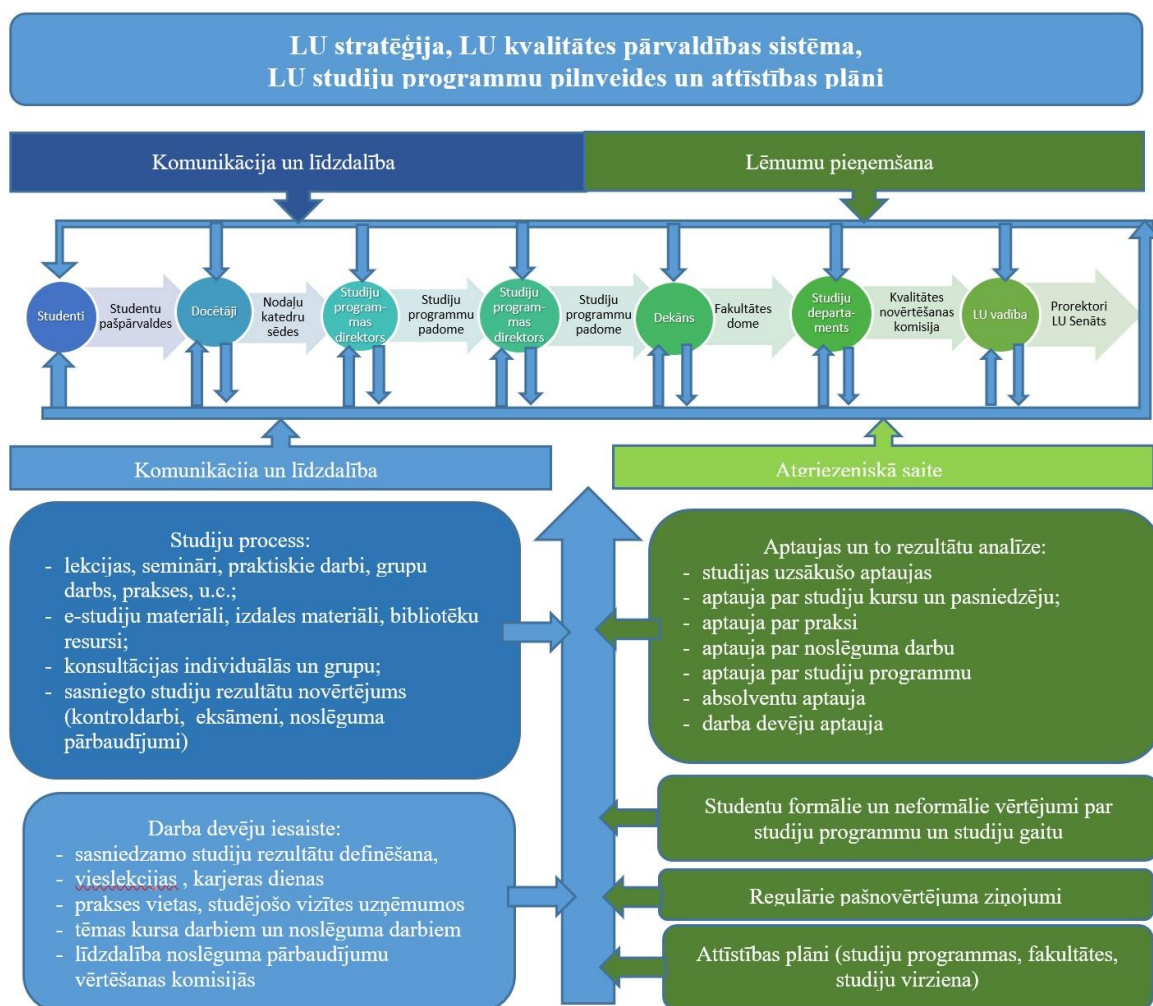 LU stratēģija, LU kvalitātes pārvaldības sistēma,
LU studiju programmu pilnveides un attīstības plāni
Komunikācija un līdzdalība
Lēmumu pieņemšana
Studenti
Studentu
pašpārvaldes
Docētāji
Nodaļu
katedru
sēdes
Studiju
program-
mas
direktors
Studiju
programmu
padome
Studiju
program-
mas
direktors
Studiju
programmu
padome
Dekāns
Fakultātes
dome
Studiju
departa-
ments
Kvalitātes
novērtēšanas
komisija
LU vadība
Prorektori
LU Senāts
Komunikācija un līdzdalība
Atgriezeniskā saite
Studiju process:
- lekcijas, semināri, praktiskie darbi, grupu
darbs, prakses, u.c.;
- e-studiju materiāli, izdales materiāli, bibliotēku
resursi;
- konsultācijas individuālās un grupu;
- sasniegto studiju rezultātu novērtējums
(kontroldarbi, eksāmeni, noslēguma
pārbaudījumi)
Aptaujas un to rezultātu analīze:
- studijas uzsākušo aptaujas
- aptauja par studiju kursu un pasniedzēju;
- aptauja par praksi
- aptauja par noslēguma darbu
- aptauja par studiju programmu
- absolventu aptauja
- darba devēju aptauja
Darba devēju iesaiste:
- sasniedzamo studiju rezultātu definēšana,
- vieslekcijas , karjeras dienas
- prakses vietas, studējošo vizītes uzņēmumos
- tēmas kursa darbiem un noslēguma darbiem
- līdzdalība noslēguma pārbaudījumu
vērtēšanas komisijās
Studentu formālie un neformālie vērtējumi par
studiju programmu un studiju gaitu
Regulārie pašnovērtējuma ziņojumi
Attīstības plāni (studiju programmas, fakultātes,
studiju virziena)